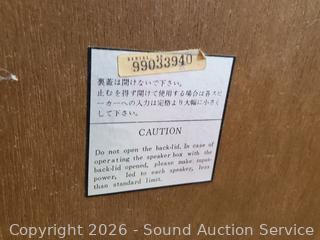 SERIAL NO.
99033940
裏蓋は開けないで下さい。
止むを得ず開けて使用する場合は各スピ
ーカーへの入力は定格より大幅に小さく
して下さい。
CAUTION
Do not open the back-lid. In case of
operating the speaker box with the
back-lid opened, please make input-
power, led to each speaker, less
than standard limit.
Copyright 2026 - Sound Auction Service